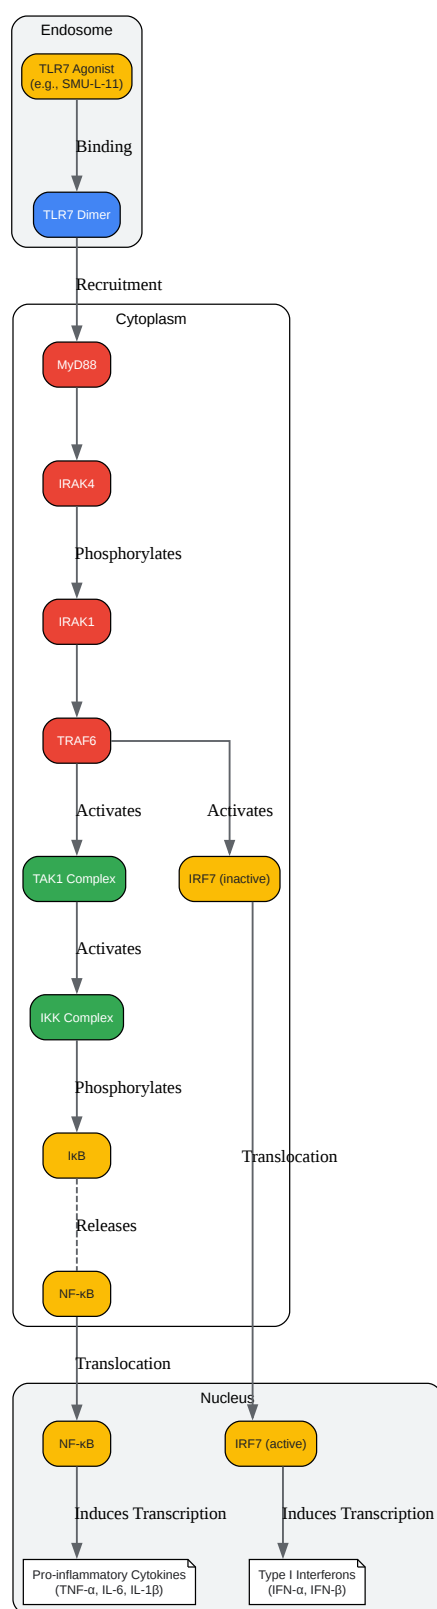 Endosome
TLR7 Agonist
(e.g., SMU-L-11)
Binding
TLR7 Dimer
Recruitment
Cytoplasm
MyD88
IRAK4
Phosphorylates
IRAK1
TRAF6
Activates
Activates
TAK1 Complex
IRF7 (inactive)
Activates
IKK Complex
Phosphorylates
IκB
Translocation
Releases
NF-κB
Translocation
Nucleus
NF-κB
IRF7 (active)
Induces Transcription
Induces Transcription
Pro-inflammatory Cytokines
(TNF-α, IL-6, IL-1β)
Type I Interferons
(IFN-α, IFN-β)